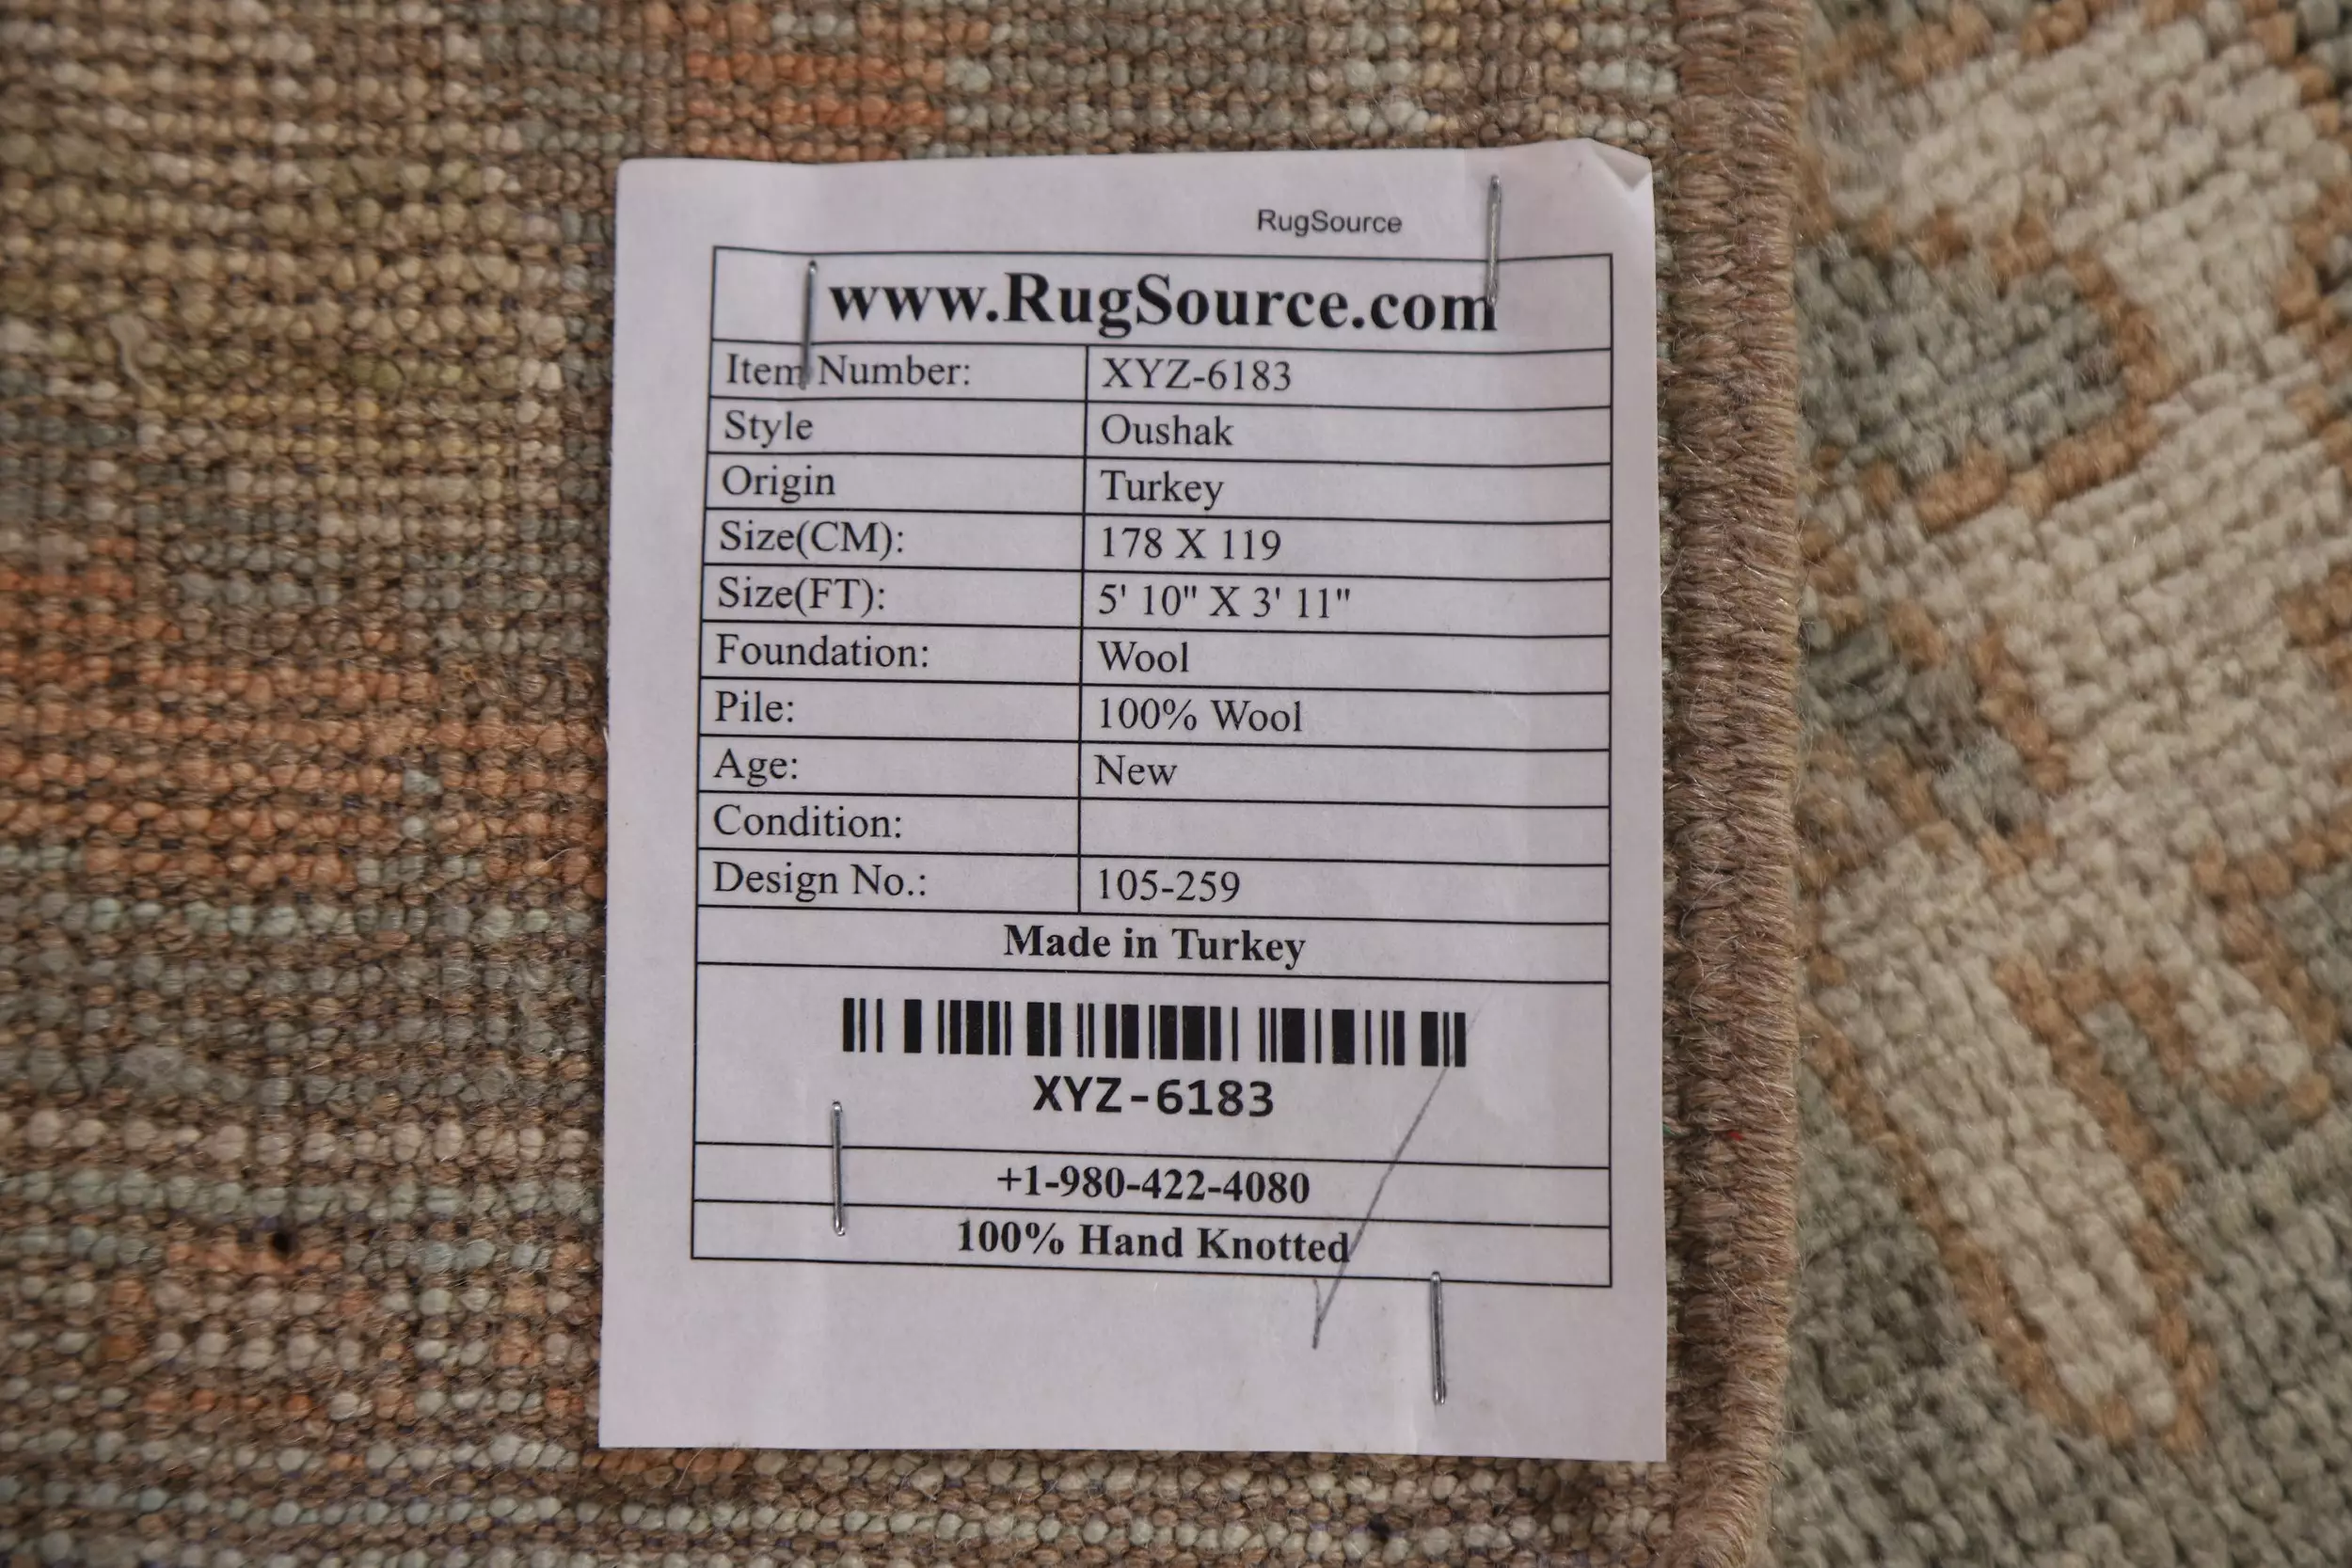 RugSource
www.RugSource.com
Item Number: XYZ-6183
Style Oushak
Origin Turkey
Size(CM): 178 X 119
Size(FT): 5' 10" X 3' 11"
Foundation: Wool
Pile: 100% Wool
Age: New
Condition:
Design No.: 105-259
Made in Turkey
XYZ-6183
+1-980-422-4080
100% Hand Knotted